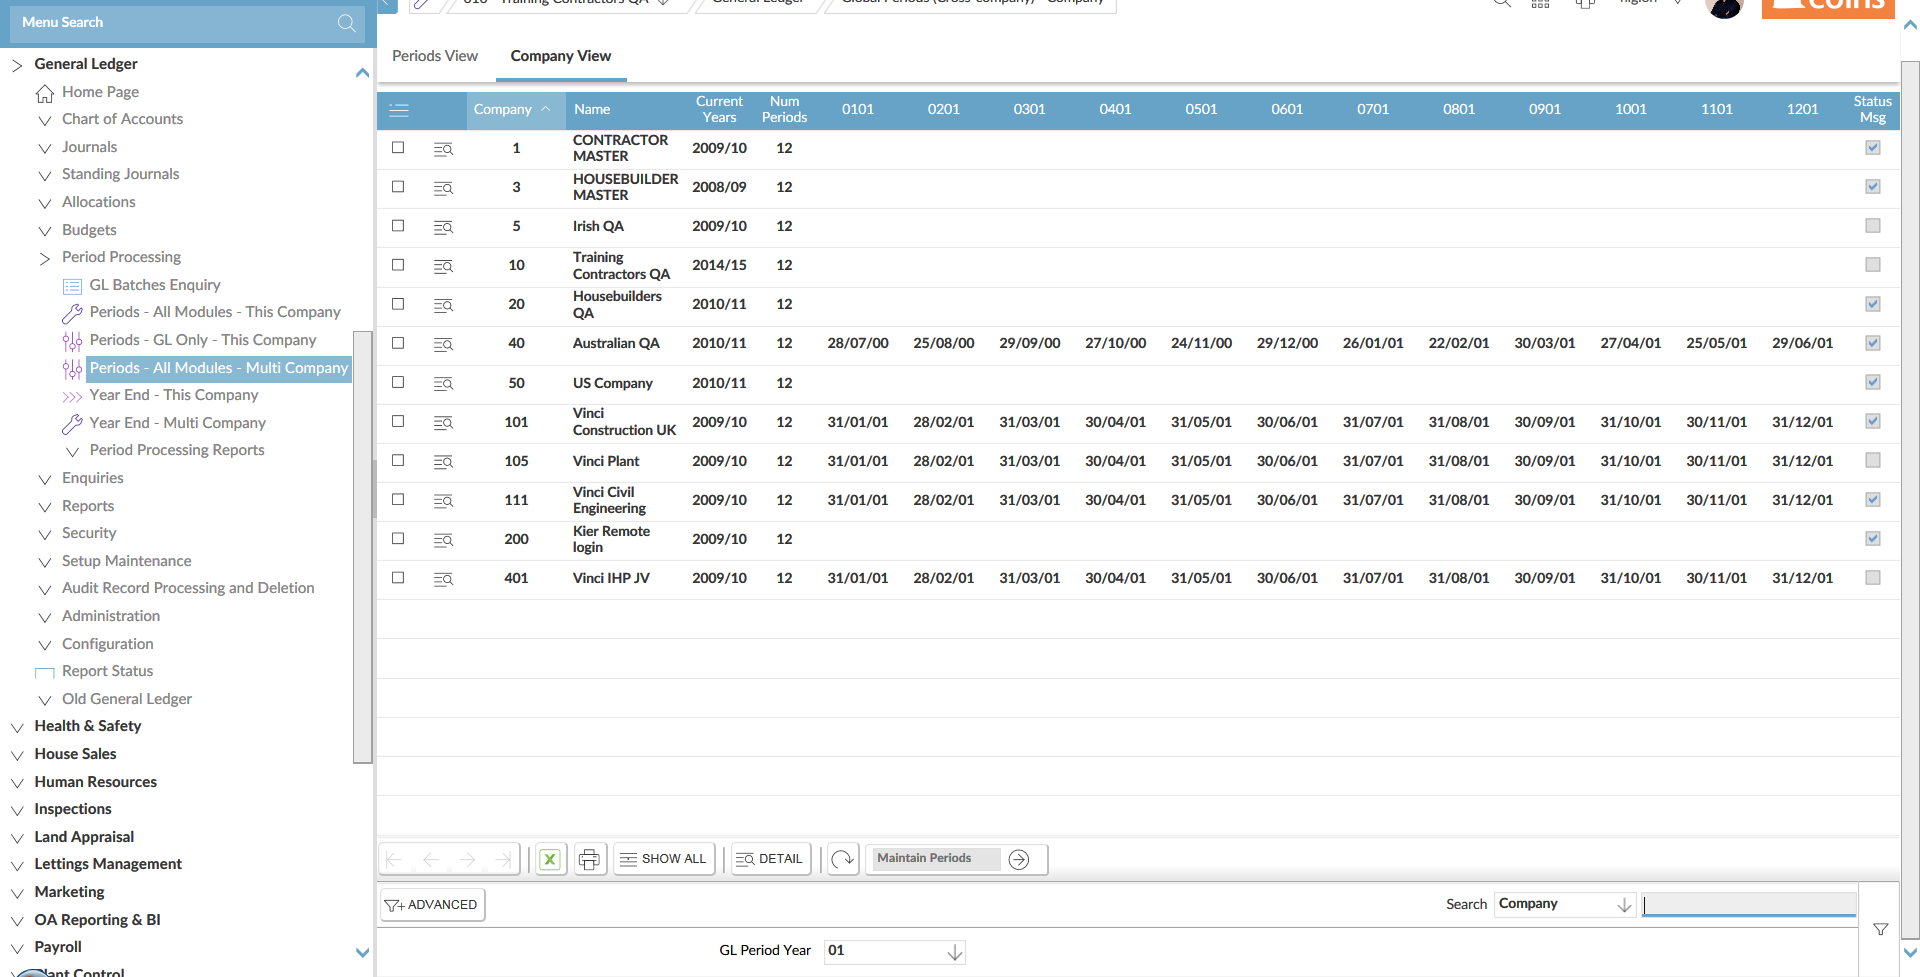 Menu Search
General Ledger
Home Page
Chart of Accounts
Journals
Standing Journals
Allocations
Budgets
Period Processing
GL Batches Enquiry
Periods - All Modules - This Company
Periods - GL Only - This Company
Periods - All Modules - Multi Company
Year End - This Company
Year End - Multi Company
Period Processing Reports
Enquiries
Reports
Security
Setup Maintenance
Audit Record Processing and Deletion
Administration
Configuration
Report Status
Old General Ledger
Health & Safety
House Sales
Human Resources
Inspections
Land Appraisal
Lettings Management
Marketing
OA Reporting & BI
Payroll
Plant Control
Training Contractors QA General Ledger Global Periods (Cross-company) - Company
coins
Periods View Company View
Company Name Current Years Num Periods 0101 0201 0301 0401 0501 0601 0701 0801 0901 1001 1101 1201 Status Msg
1 CONTRACTOR MASTER 2009/10 12
3 HOUSEBUILDER MASTER 2008/09 12
5 Irish QA 2009/10 12
10 Training Contractors QA 2014/15 12
20 Housebuilders QA 2010/11 12
40 Australian QA 2010/11 12 28/07/00 25/08/00 29/09/00 27/10/00 24/11/00 29/12/00 26/01/01 22/02/01 30/03/01 27/04/01 25/05/01 29/06/01
50 US Company 2010/11 12
101 Vinci Construction UK 2009/10 12 31/01/01 28/02/01 31/03/01 30/04/01 31/05/01 30/06/01 31/07/01 31/08/01 30/09/01 31/10/01 30/11/01 31/12/01
105 Vinci Plant 2009/10 12 31/01/01 28/02/01 31/03/01 30/04/01 31/05/01 30/06/01 31/07/01 31/08/01 30/09/01 31/10/01 30/11/01 31/12/01
111 Vinci Civil Engineering 2009/10 12 31/01/01 28/02/01 31/03/01 30/04/01 31/05/01 30/06/01 31/07/01 31/08/01 30/09/01 31/10/01 30/11/01 31/12/01
200 Kier Remote login 2009/10 12
401 Vinci IHP JV 2009/10 12 31/01/01 28/02/01 31/03/01 30/04/01 31/05/01 30/06/01 31/07/01 31/08/01 30/09/01 31/10/01 30/11/01 31/12/01
SHOW ALL DETAIL Maintain Periods
ADVANCED Search Company
GL Period Year 01